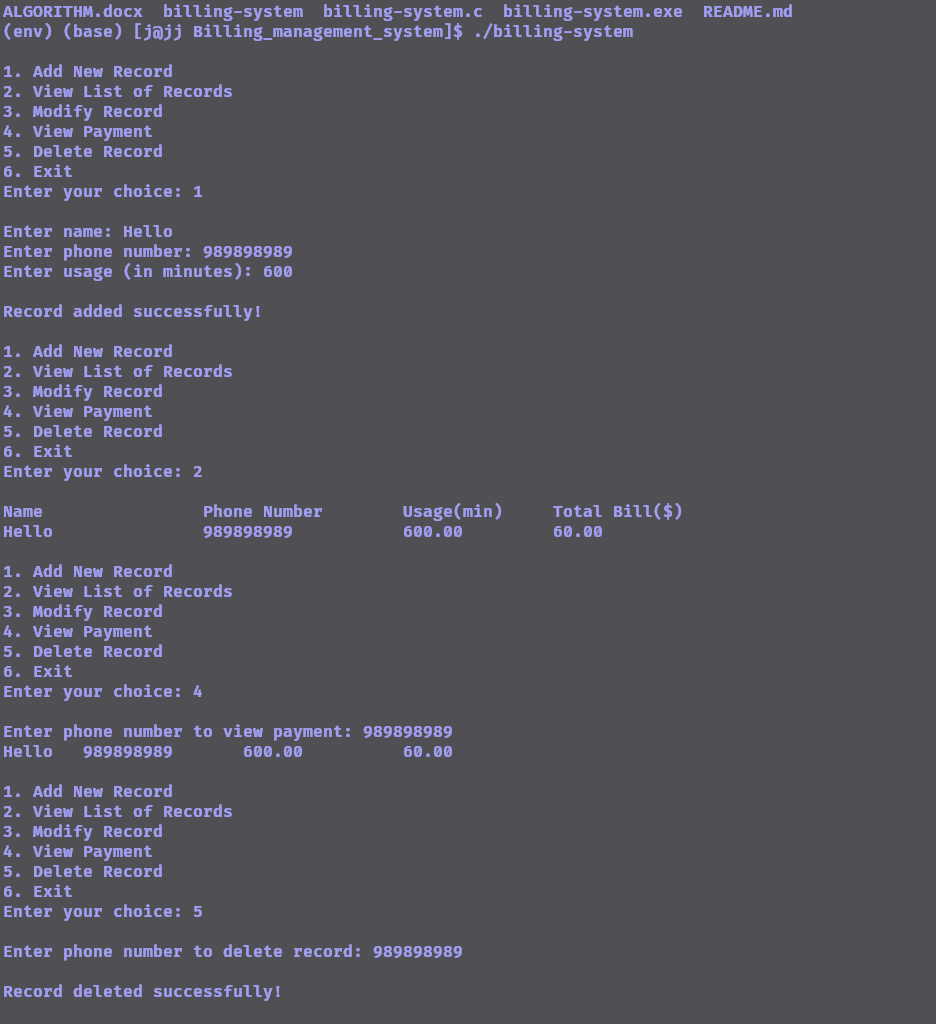 ALGORITHM.docx  billing-system  billing-system.c  billing-system.exe  README.md
(env) (base) [j@jj Billing_management_system]$ ./billing-system

1. Add New Record
2. View List of Records
3. Modify Record
4. View Payment
5. Delete Record
6. Exit
Enter your choice: 1

Enter name: Hello
Enter phone number: 989898989
Enter usage (in minutes): 600

Record added successfully!

1. Add New Record
2. View List of Records
3. Modify Record
4. View Payment
5. Delete Record
6. Exit
Enter your choice: 2

Name                Phone Number        Usage(min)     Total Bill($)
Hello               989898989           600.00         60.00

1. Add New Record
2. View List of Records
3. Modify Record
4. View Payment
5. Delete Record
6. Exit
Enter your choice: 4

Enter phone number to view payment: 989898989
Hello   989898989       600.00          60.00

1. Add New Record
2. View List of Records
3. Modify Record
4. View Payment
5. Delete Record
6. Exit
Enter your choice: 5

Enter phone number to delete record: 989898989

Record deleted successfully!